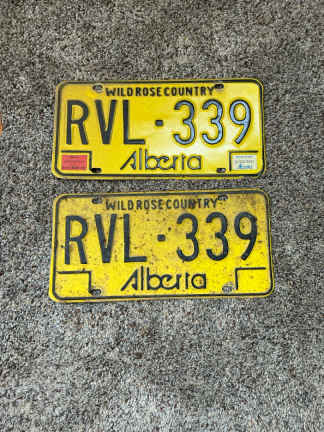 WILD ROSE COUNTRY
RVL·339
Alberta
WILD ROSE COUNTRY
RVL·339
Alberta